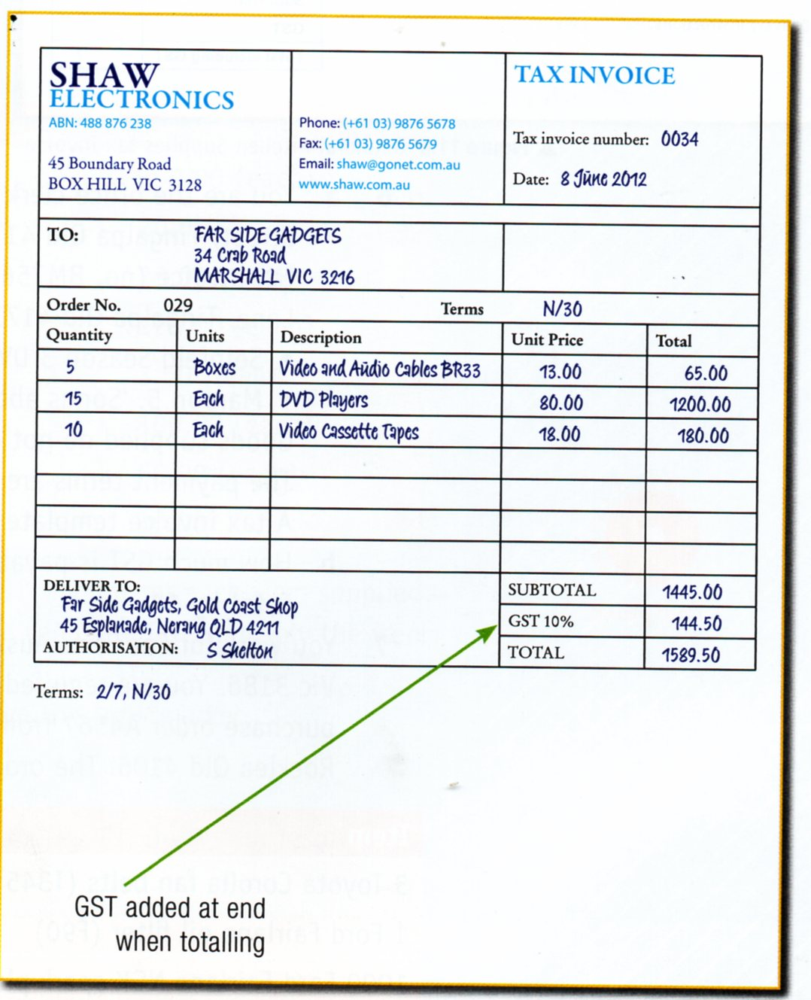 SHAW
ELECTRONICS
ABN: 488 876 238
45 Boundary Road
BOX HILL VIC 3128
Phone: (+61 03) 9876 5678
Fax: (+61 03) 9876 5679
Email: shaw@gonet.com.au
www.shaw.com.au
TAX INVOICE
Tax invoice number: 0034
Date: 8 June 2012
TO: FAR SIDE GADGETS
34 Crab Road
MARSHALL VIC 3216
Order No. 029 Terms N/30
Quantity Units Description Unit Price Total
5 Boxes Video and Audio Cables BR33 13.00 65.00
15 Each DVD Players 80.00 1200.00
10 Each Video Cassette Tapes 18.00 180.00
DELIVER TO:
Far Side Gadgets, Gold Coast Shop
45 Esplanade, Nerang QLD 4211
AUTHORISATION: S Shelton
SUBTOTAL 1445.00
GST 10% 144.50
TOTAL 1589.50
Terms: 2/7, N/30
GST added at end
when totalling